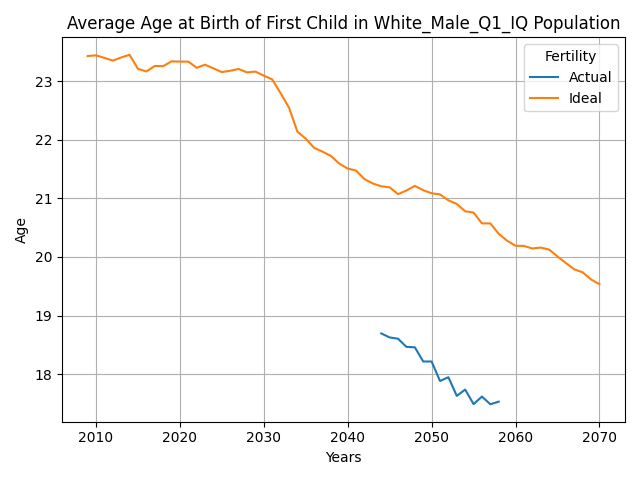 Average Age at Birth of First Child in White_Male_Q1_IQ Population
Fertility
Actual
Ideal
23
22
21
20
19
18
Age
2010 2020 2030 2040 2050 2060 2070
Years